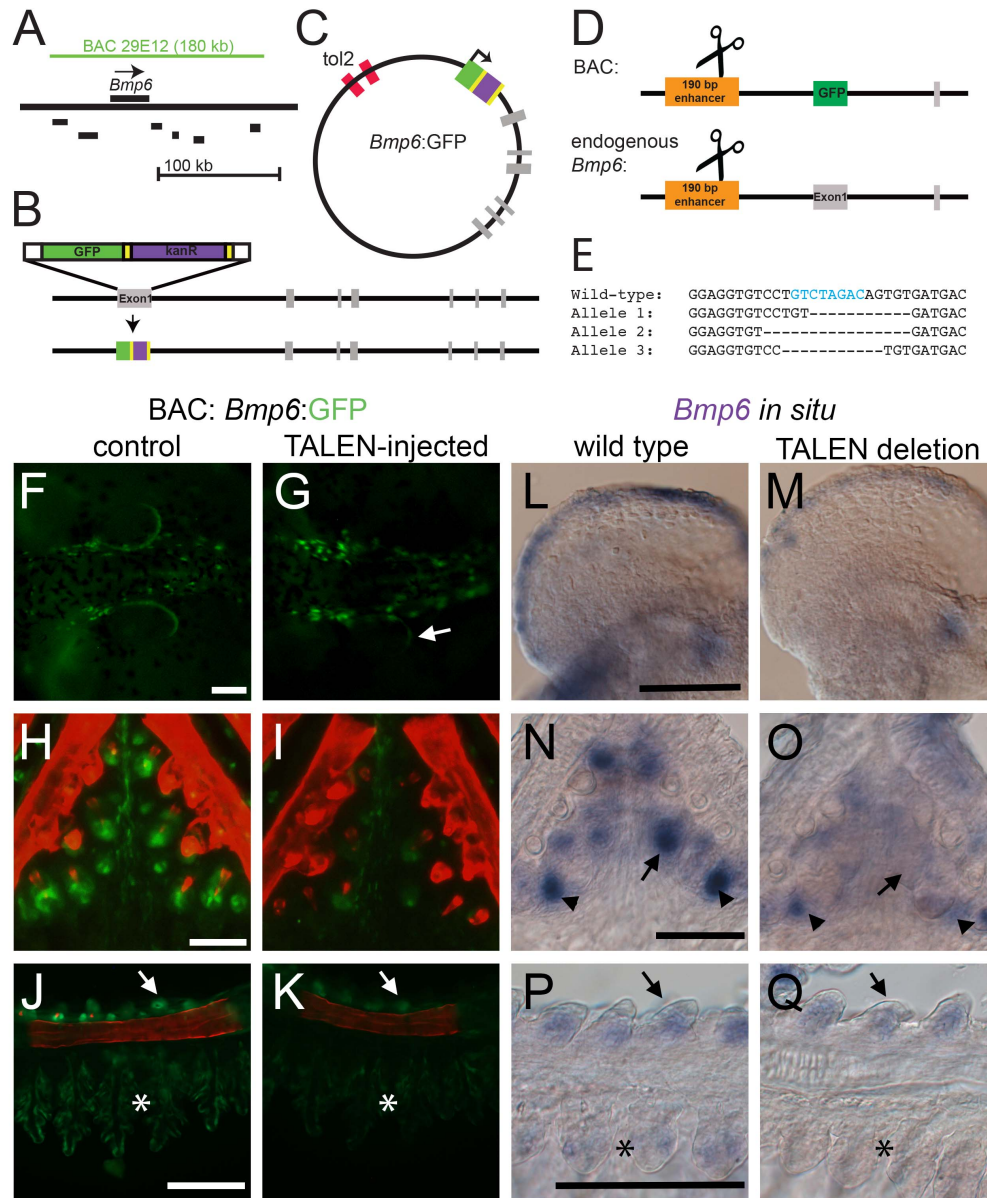 A
BAC 29E12 (180 kb)
Bmp6
100 kb
B
GFP
kanR
Exon1
C
tol2
Bmp6:GFP
D
BAC:
190 bp
enhancer
GFP
endogenous
Bmp6:
190 bp
enhancer
Exon1
E
Wild-type: GGAGGTGTCCTGTCTAGACAGTGTGATGAC
Allele 1: GGAGGTGTCCTGT-----------GATGAC
Allele 2: GGAGGTGT----------------GATGAC
Allele 3: GGAGGTGTCC-----------TGTGATGAC
BAC: Bmp6:GFP
control
TALEN-injected
Bmp6 in situ
wild type
TALEN deletion
F
G
L
M
H
I
N
O
J
*
K
*
P
*
Q
*